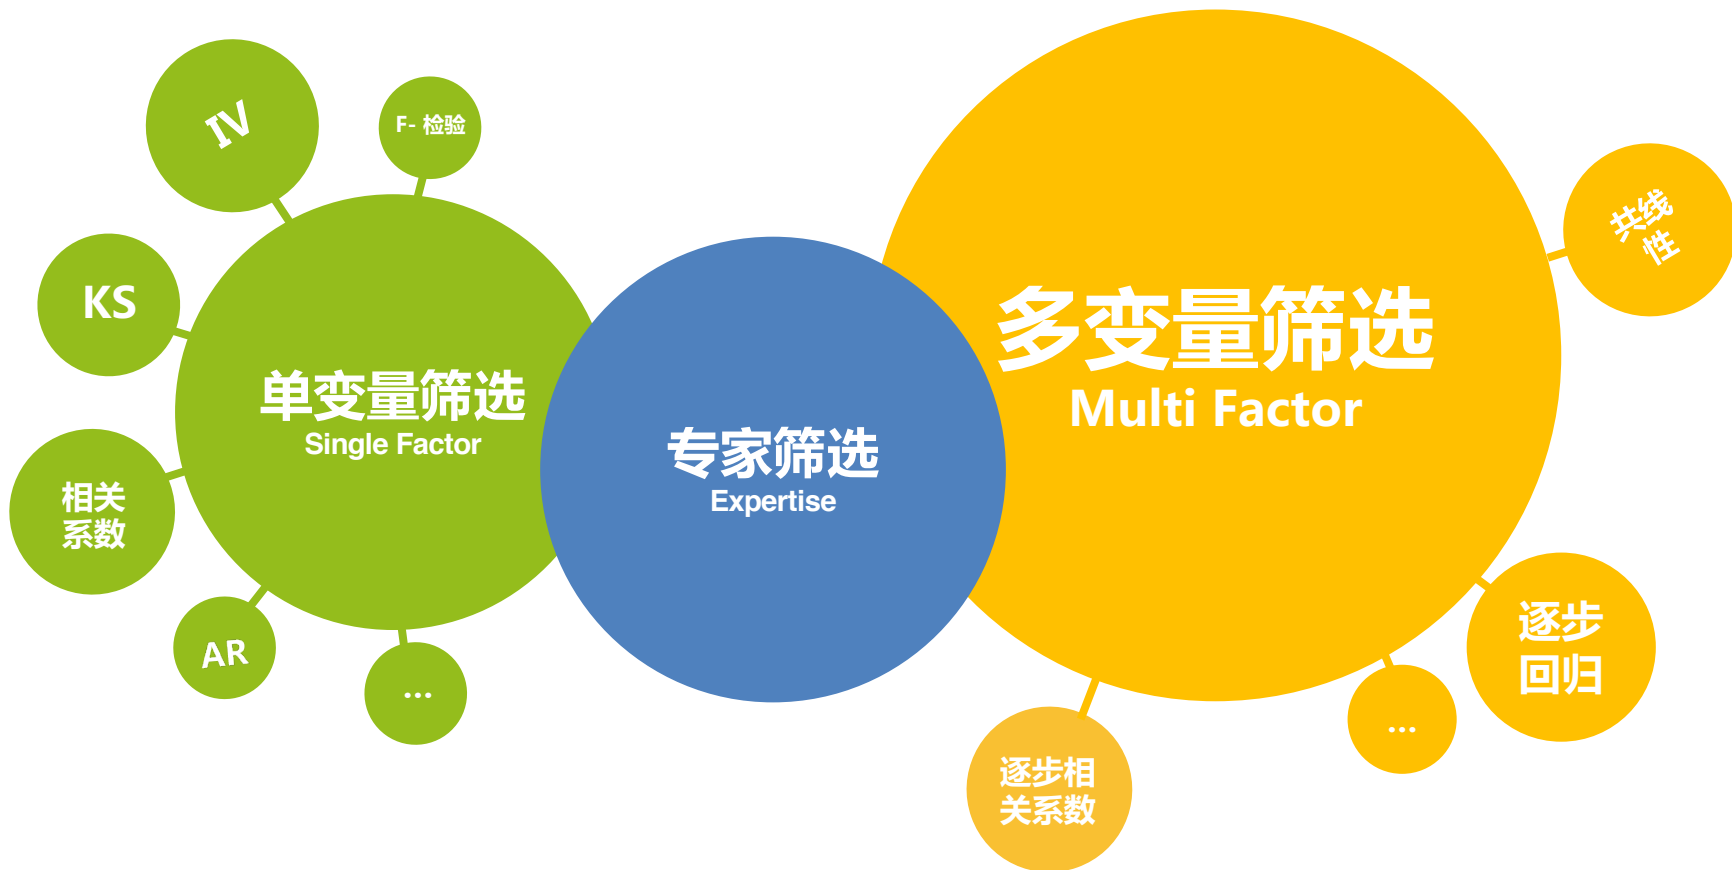 IV
F- 检验
KS
单变量筛选
Single Factor
相关
系数
AR
...
专家筛选
Expertise
多变量筛选
Multi Factor
共线
性
逐步
回归
...
逐步相
关系数